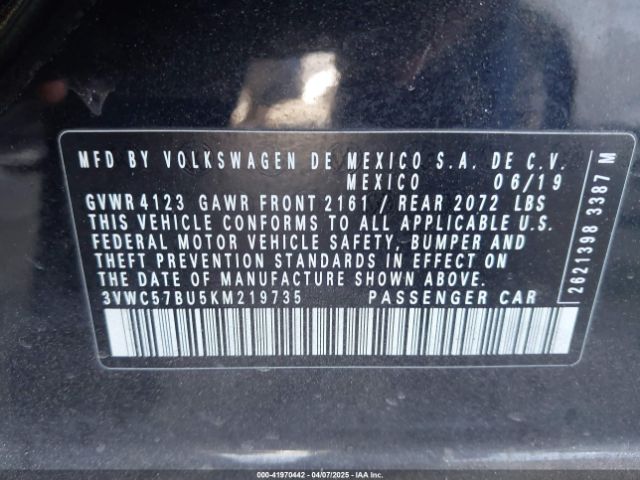 MFD BY VOLKSWAGEN DE MEXICO S.A. DE C.V.
MEXICO 06/19
GVWR 4123 GAWR FRONT 2161 / REAR 2072 LBS
THIS VEHICLE CONFORMS TO ALL APPLICABLE U.S.
FEDERAL MOTOR VEHICLE SAFETY, BUMPER AND
THEFT PREVENTION STANDARDS IN EFFECT ON
THE DATE OF MANUFACTURE SHOWN ABOVE.
3VWC57BU5KM219735 PASSENGER CAR
2621398 3387 M
000-41970442 - 04/07/2025 - IAA Inc.